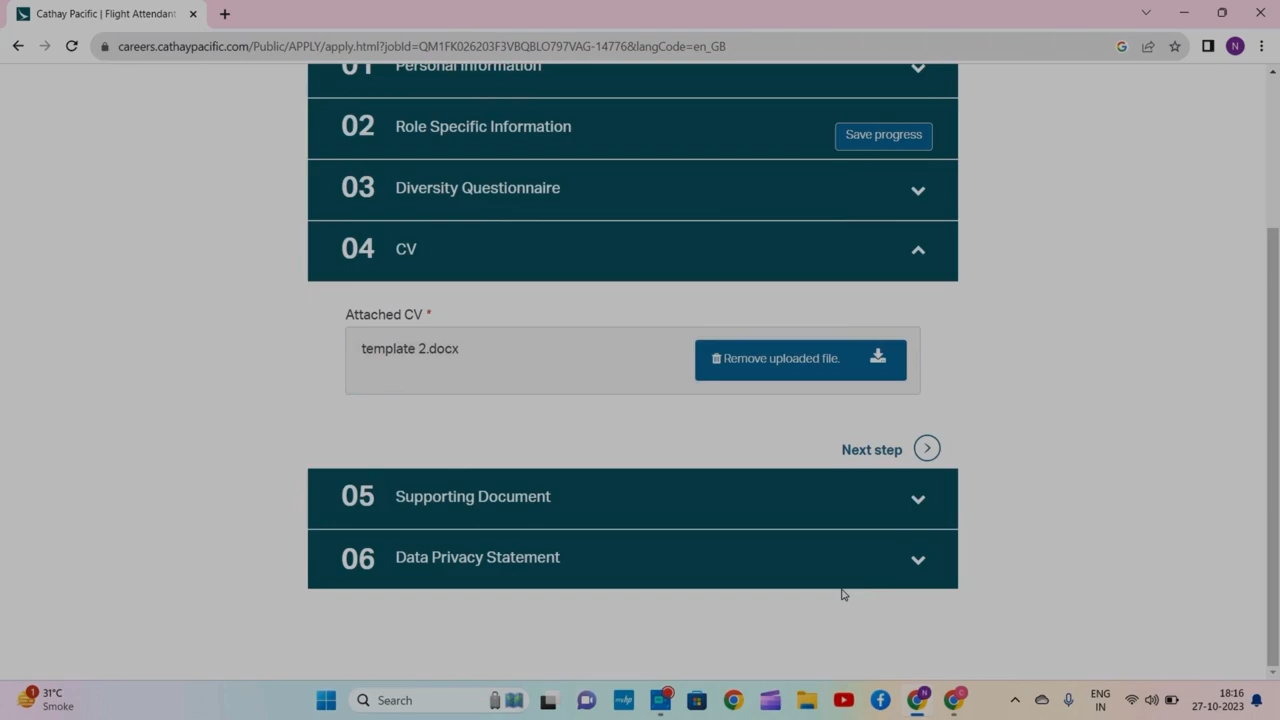 Cathay Pacific | Flight Attendant
careers.cathaypacific.com/Public/APPLY/apply.html?jobId=QM1FK026203F3VBQBLO797VAG-14776&langCode=en_GB
N
01 Personal Information
02 Role Specific Information
Save progress
03 Diversity Questionnaire
04 CV
Attached CV *
template 2.docx
Remove uploaded file.
Next step
05 Supporting Document
06 Data Privacy Statement
1
31°C
Smoke
Search
myhp
N
C
ENG
IN
18:16
27-10-2023